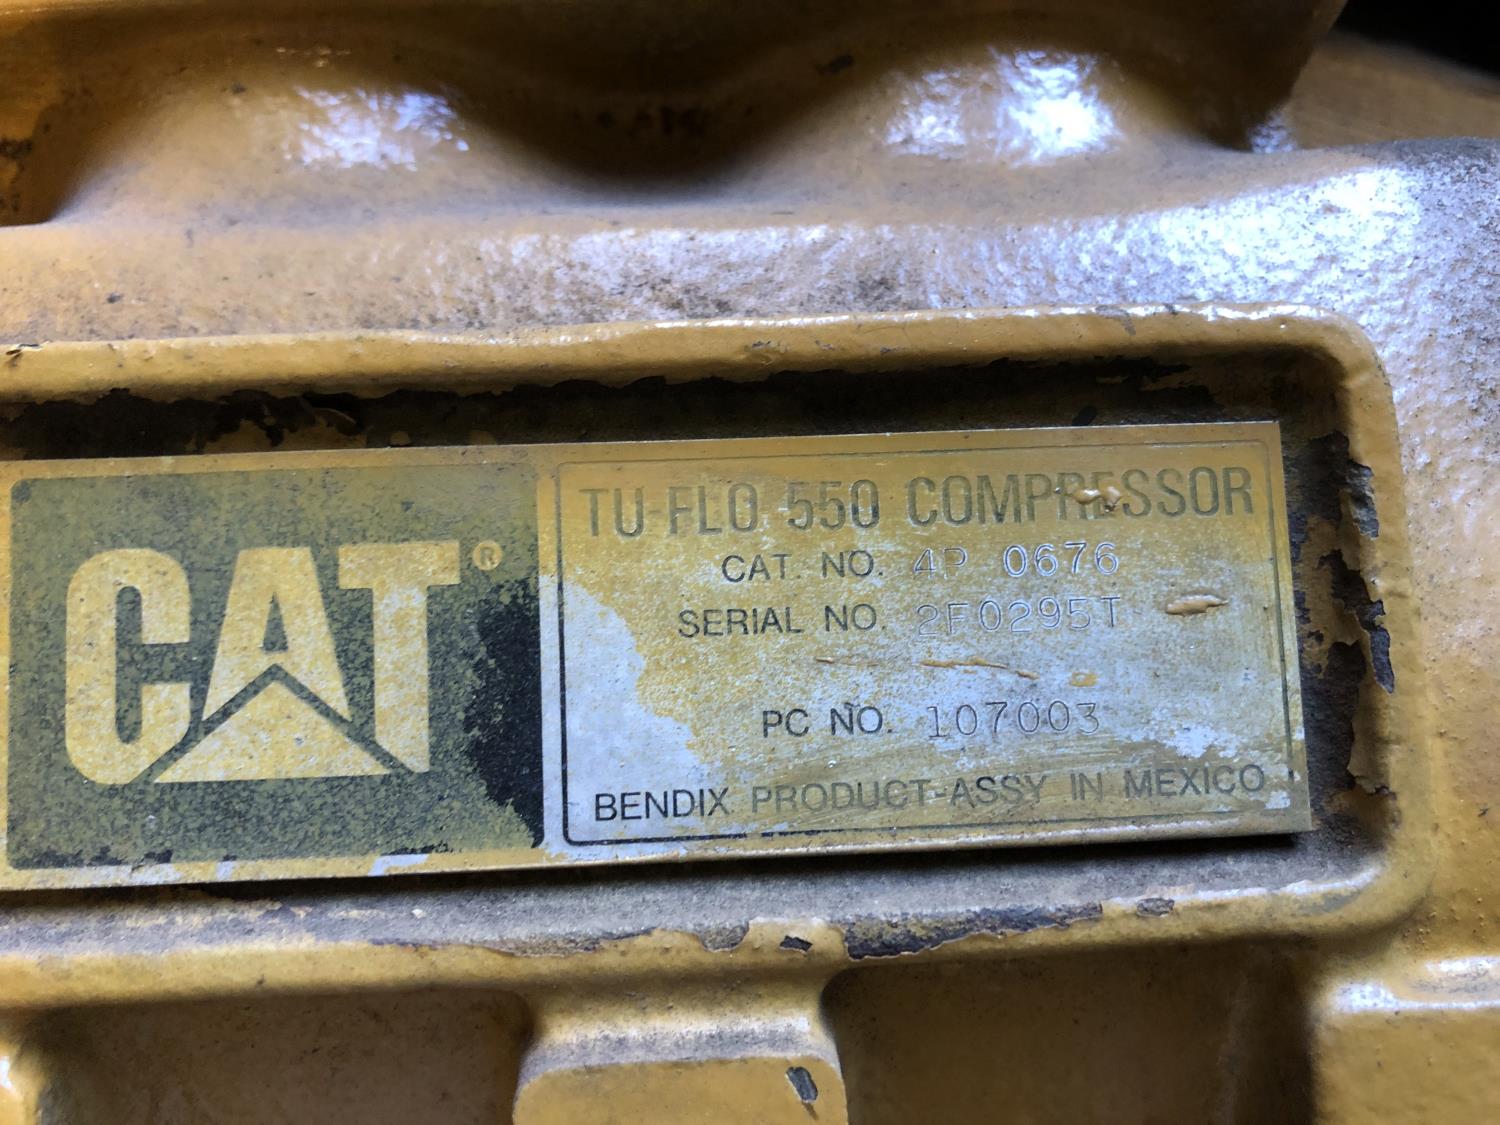 CAT®
TU-FLO 550 COMPRESSOR
CAT. NO. 4P 0676
SERIAL NO. 2F0295T
PC NO. 107003
BENDIX PRODUCT-ASSY IN MEXICO